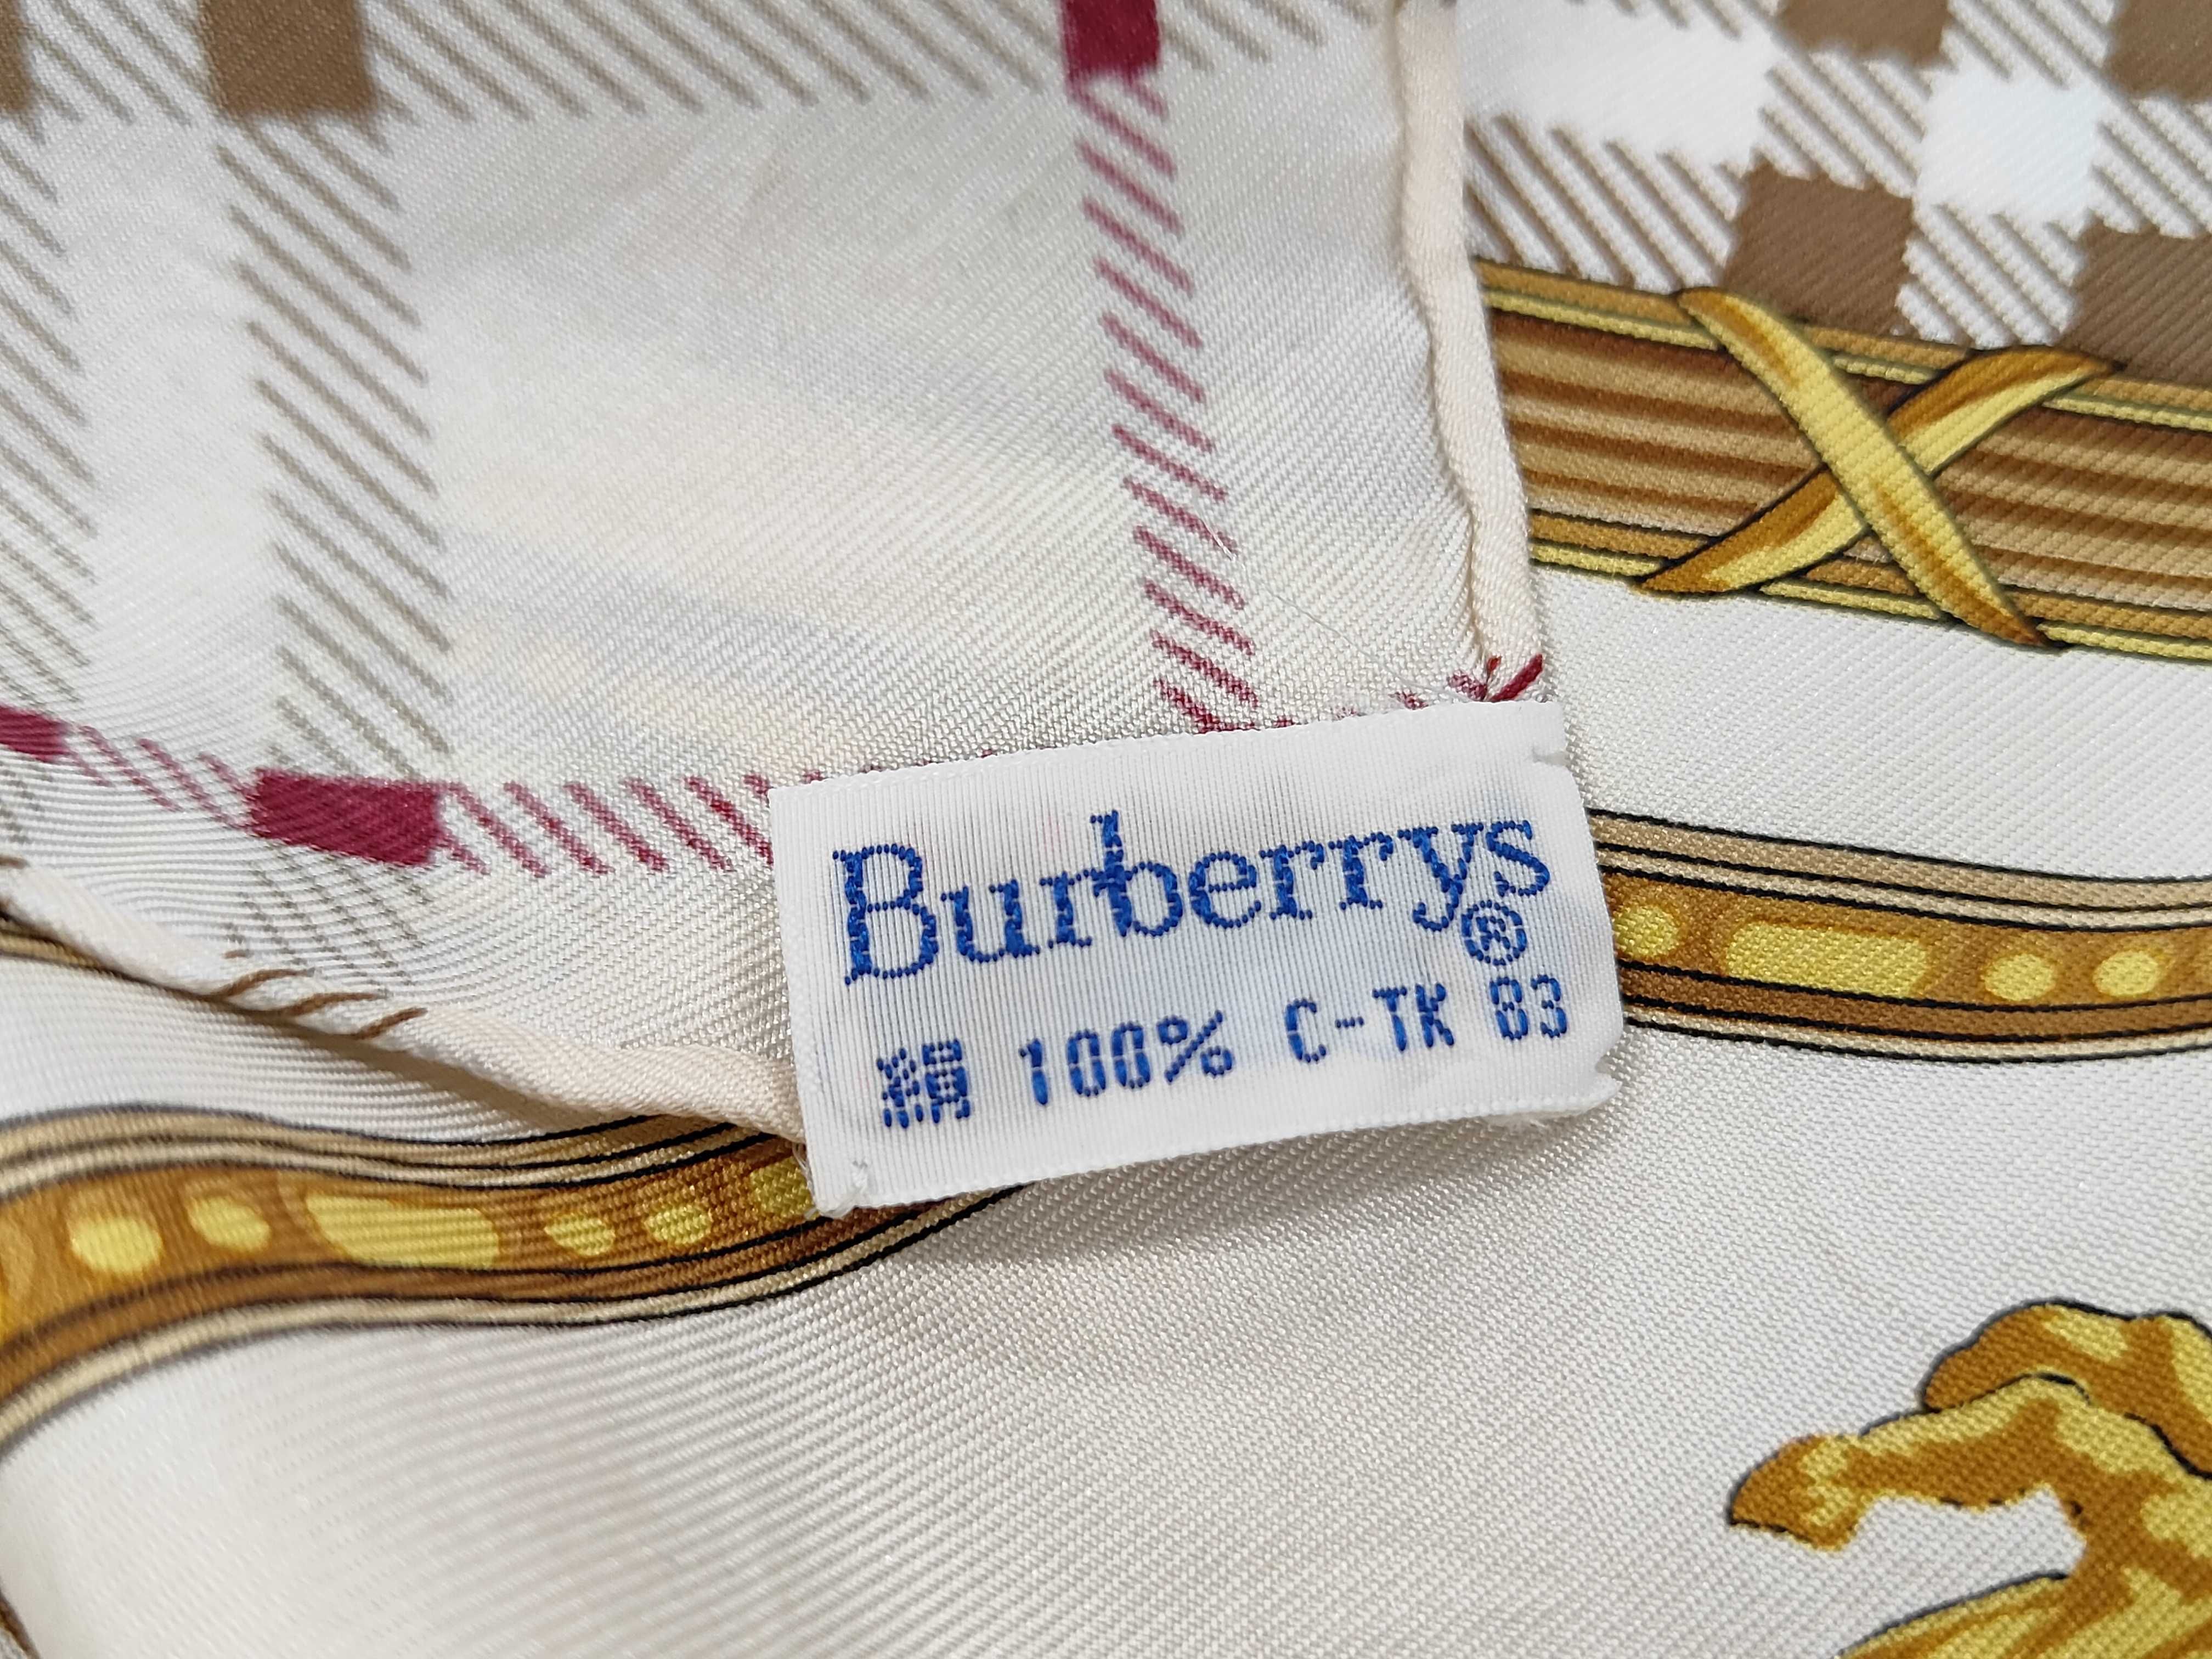 Burberrys®
絹 100% C-TK 83